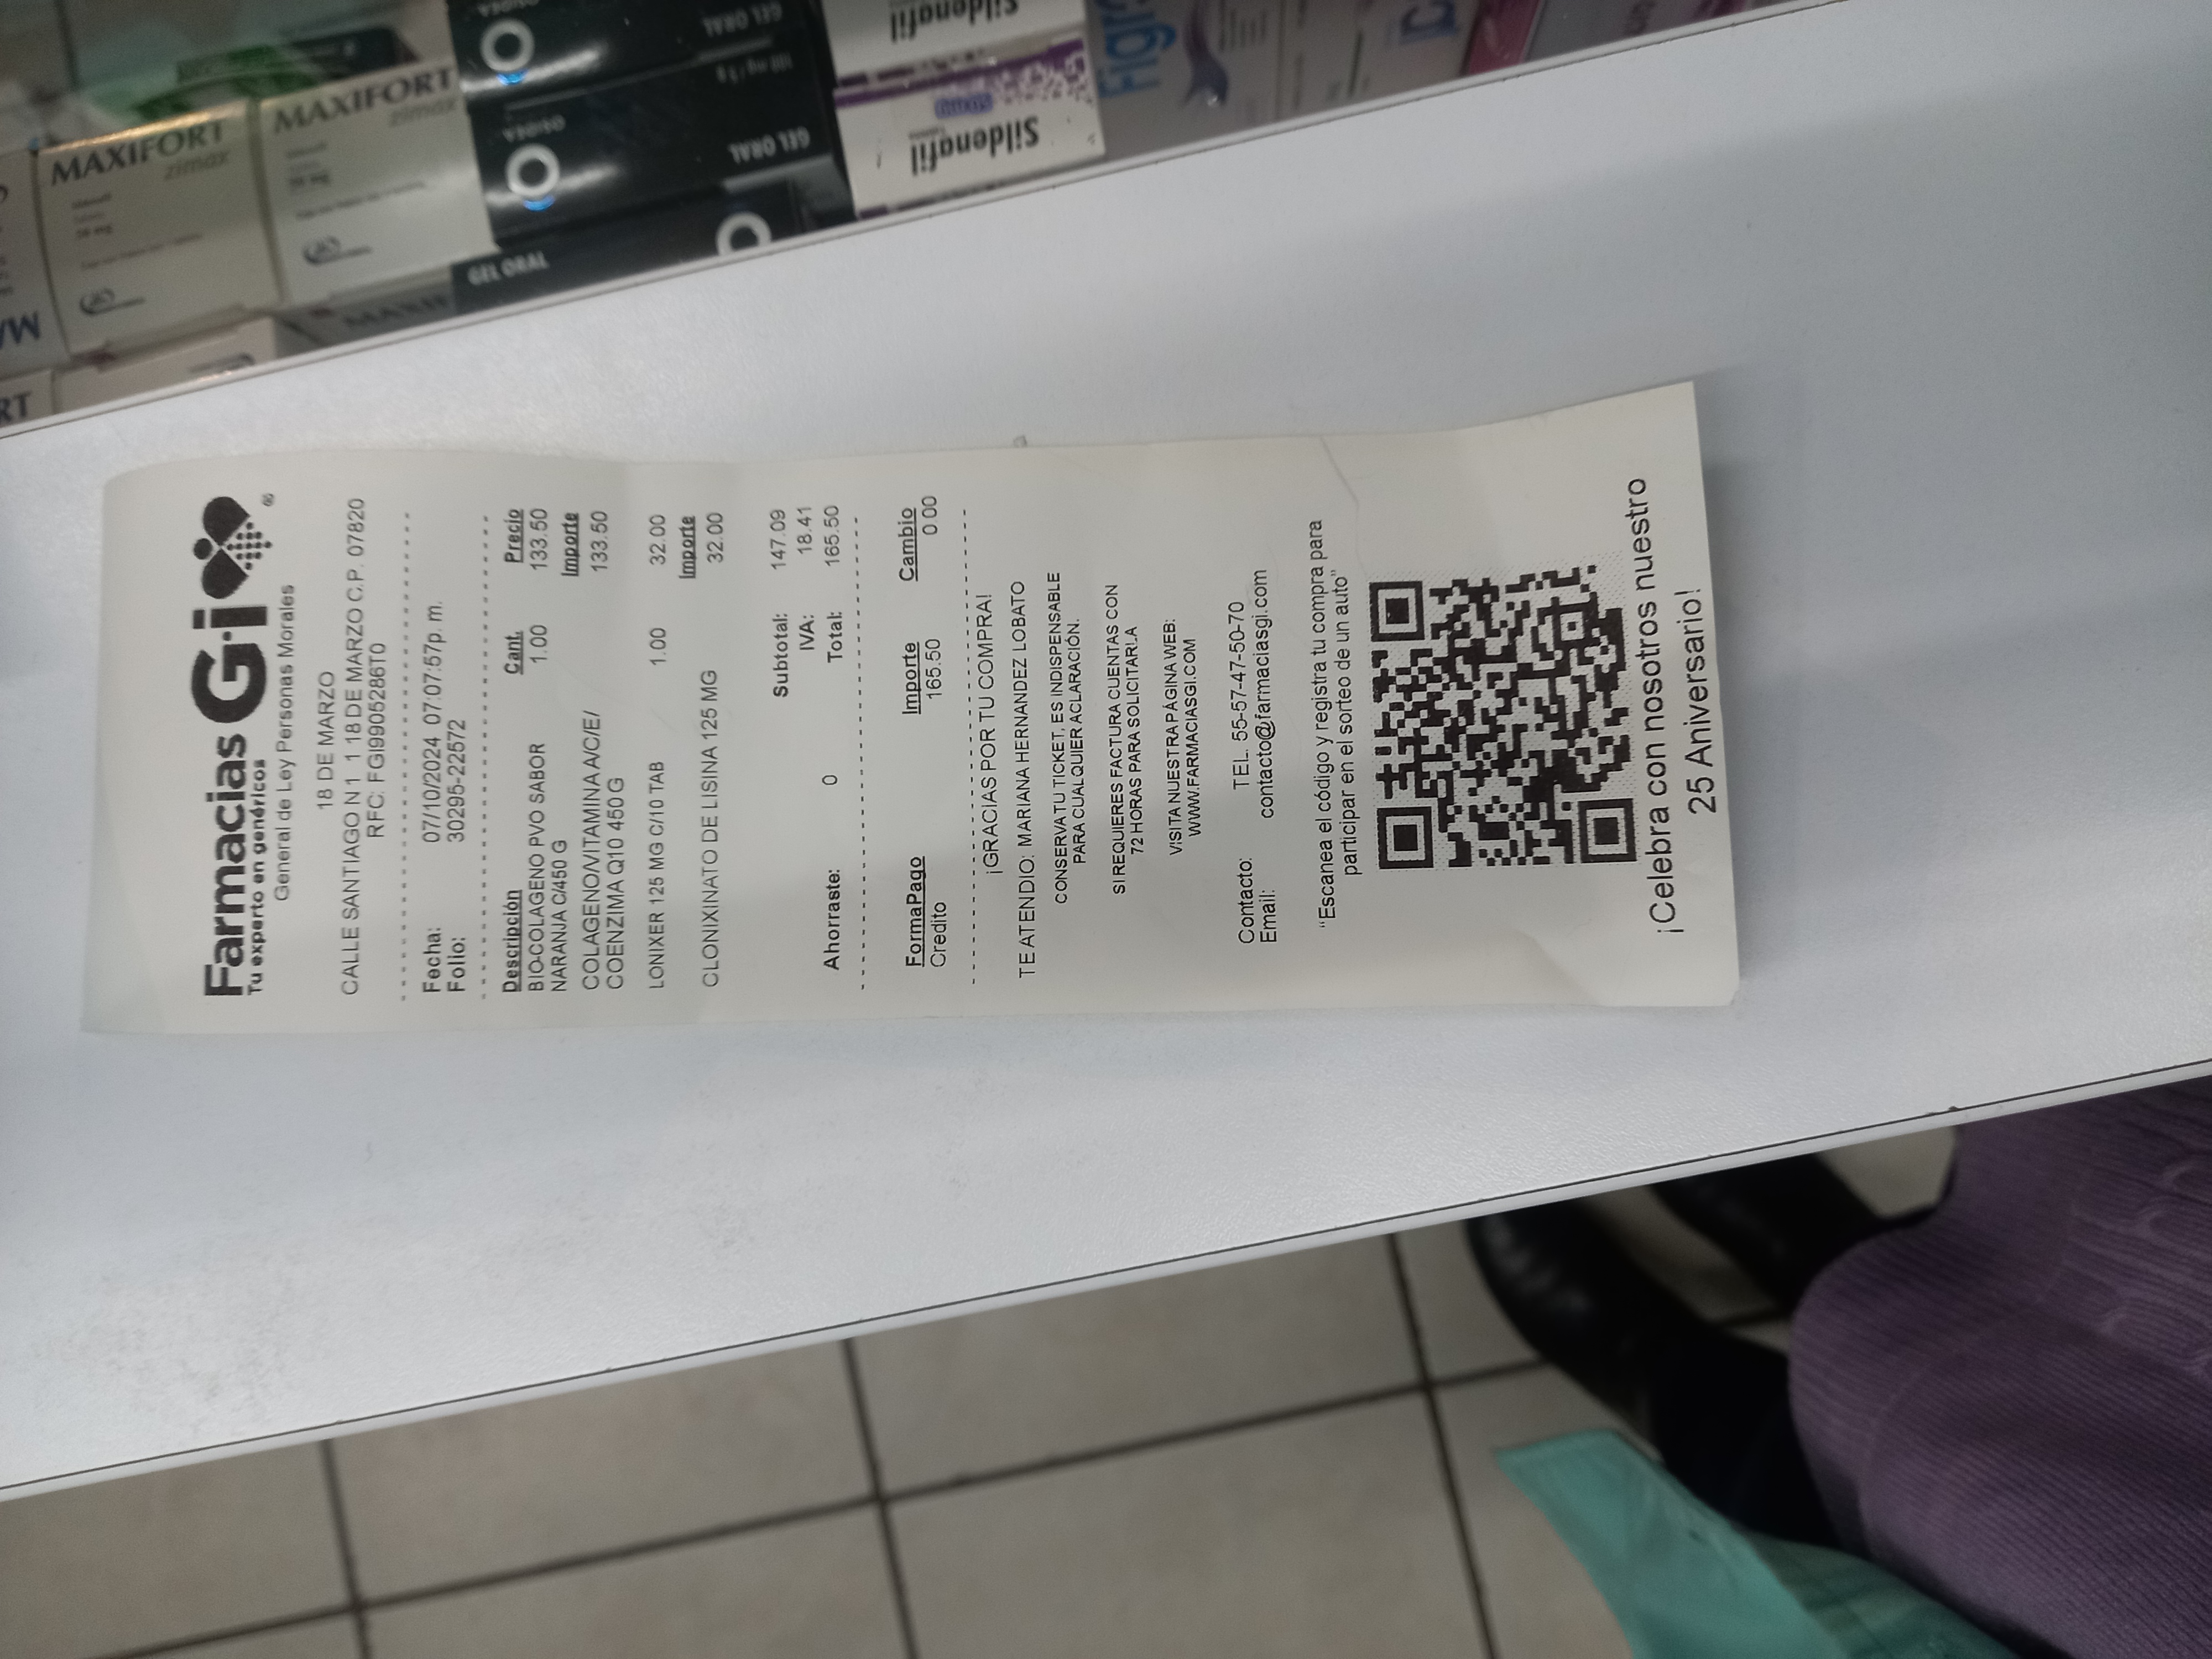 Farmacias Gi
Tu experto en genéricos
®
General de Ley Personas Morales
18 DE MARZO
CALLE SANTIAGO N 1 1 18 DE MARZO C.P. 07820
RFC: FGI9905286T0
Fecha: 07/10/2024 07:07:57p. m.
Folio: 30295-22572
Descripción Cant. Precio
BIO-COLAGENO PVO SABOR 1.00 133.50
NARANJA C/450 G Importe
COLAGENO/VITAMINA A/C/E/ 133.50
COENZIMA Q10 450 G
LONIXER 125 MG C/10 TAB 1.00 32.00
Importe
CLONIXINATO DE LISINA 125 MG 32.00
Subtotal: 147.09
IVA: 18.41
Ahorraste: 0 Total: 165.50
FormaPago Importe Cambio
Credito 165.50 0.00
¡GRACIAS POR TU COMPRA!
TE ATENDIO: MARIANA HERNANDEZ LOBATO
CONSERVA TU TICKET, ES INDISPENSABLE
PARA CUALQUIER ACLARACIÓN.
SI REQUIERES FACTURA CUENTAS CON
72 HORAS PARA SOLICITARLA
VISITA NUESTRA PÁGINA WEB:
WWW.FARMACIASGI.COM
Contacto: TEL. 55-57-47-50-70
Email: contacto@farmaciasgi.com
"Escanea el código y registra tu compra para
participar en el sorteo de un auto"
¡Celebra con nosotros nuestro
25 Aniversario!
MAXIFORT
zimax
MAXIFORT
zimax
GEL ORAL
GEL ORAL
GEL ORAL
Sildenafil
Sildenafil